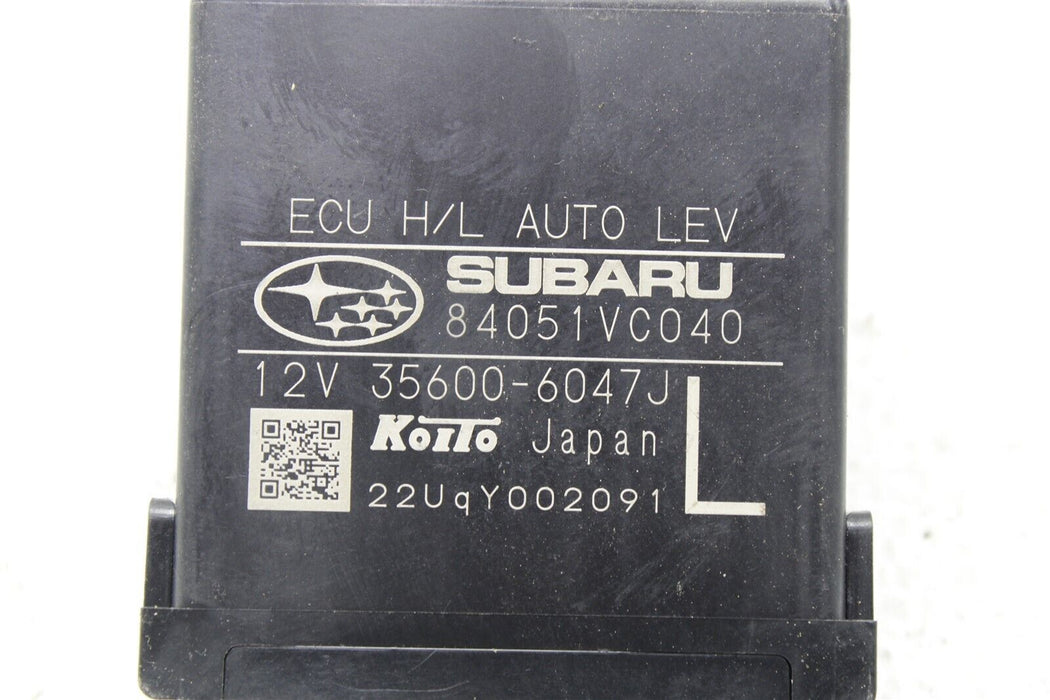 ECU H/L AUTO LEV
SUBARU
84051VC040
12V 35600-6047J
KOITO Japan
22UqY002091
L